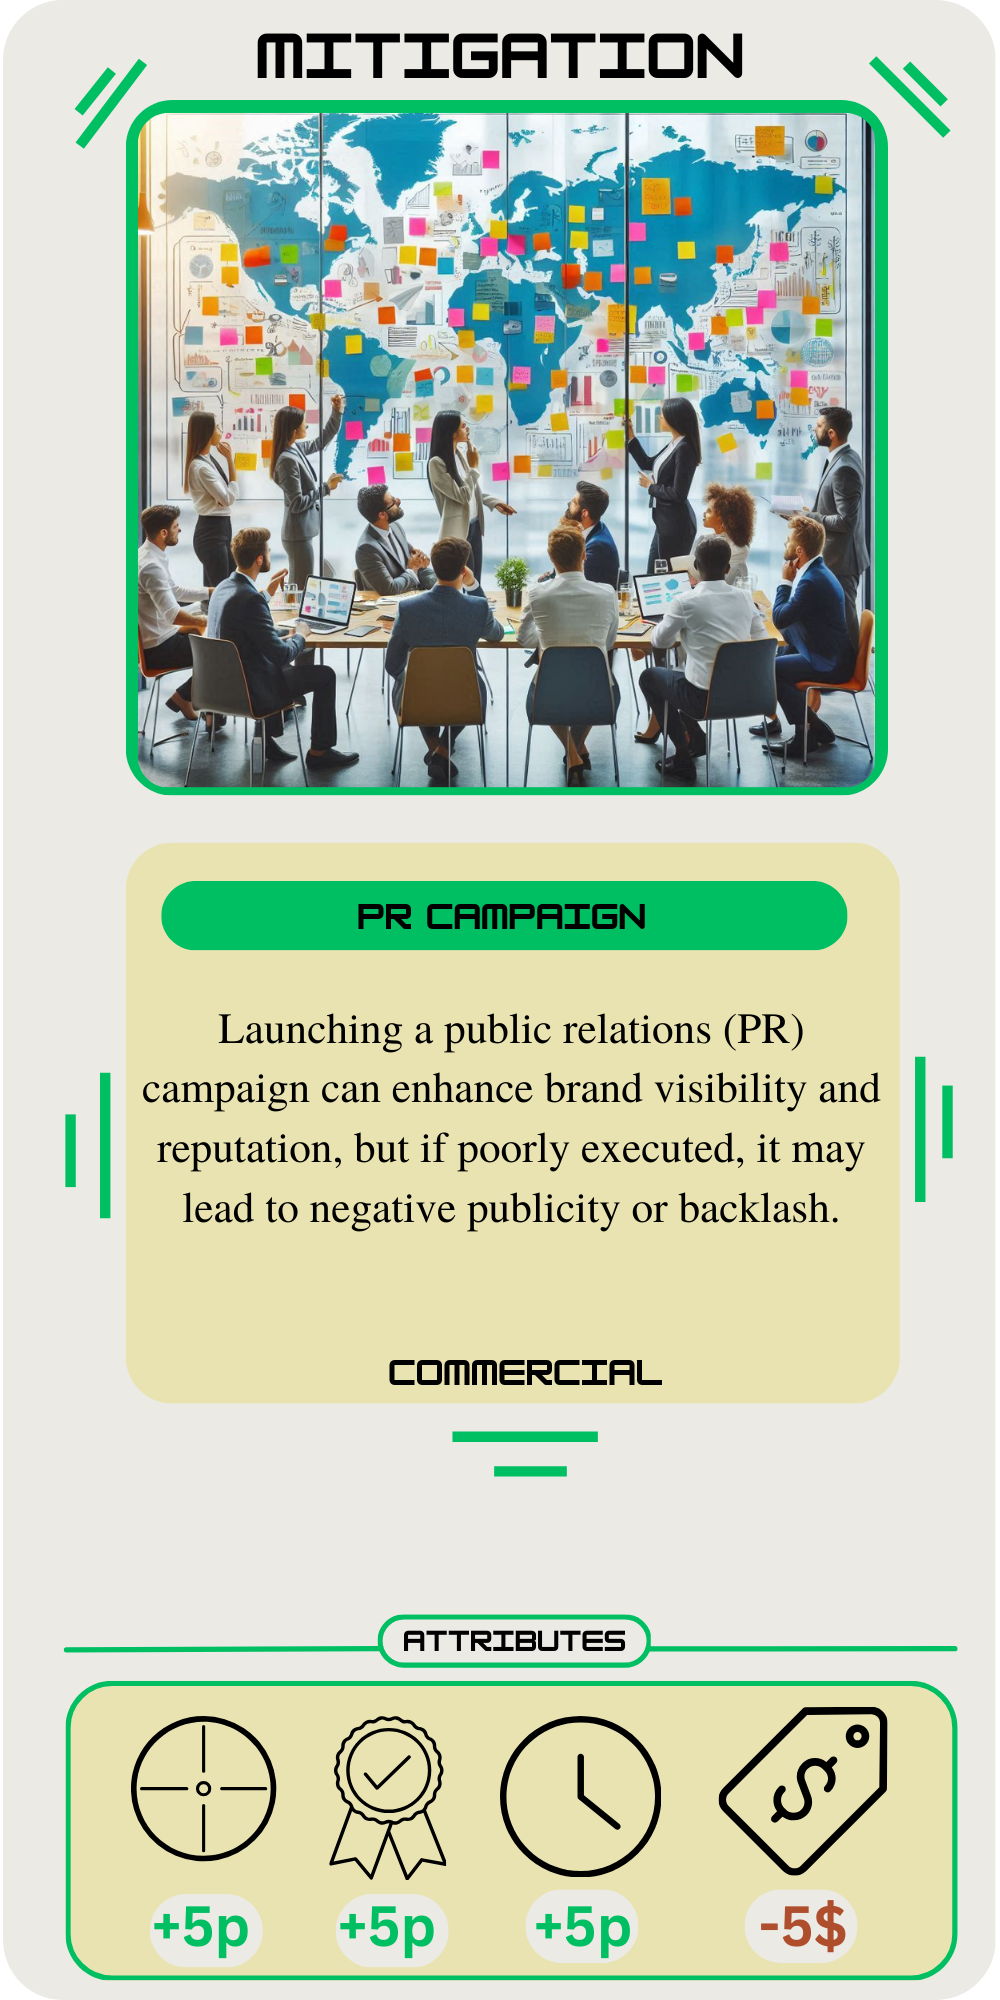 MITIGATION
PR CAMPAIGN
Launching a public relations (PR)
campaign can enhance brand visibility and
reputation, but if poorly executed, it may
lead to negative publicity or backlash.
COMMERCIAL
ATTRIBUTES
+5p +5p +5p -5$